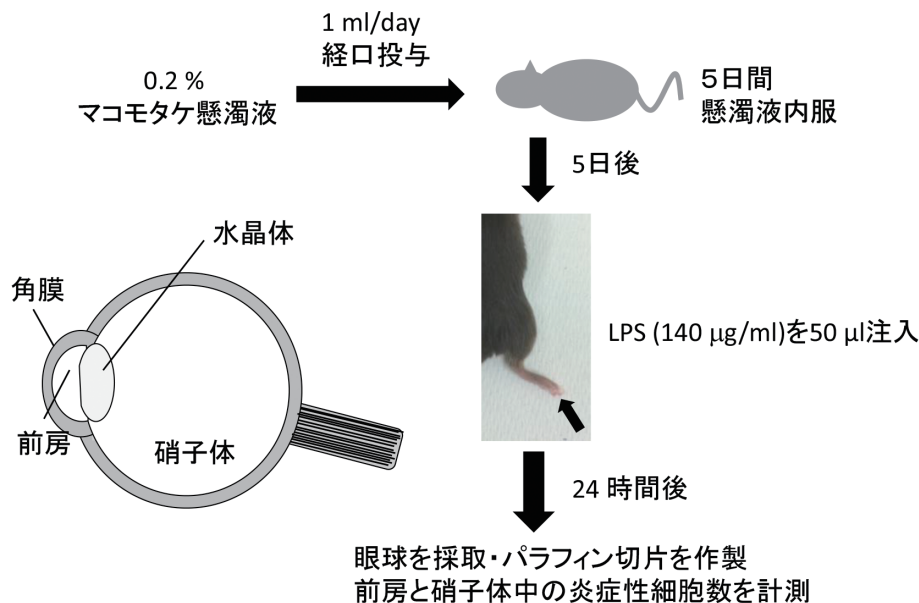 1 ml/day
経口投与
0.2 %
マコモタケ懸濁液
5日間
懸濁液内服
5日後
水晶体
角膜
LPS (140 μg/ml)を50 μl注入
前房
硝子体
24 時間後
眼球を採取・パラフィン切片を作製
前房と硝子体中の炎症性細胞数を計測